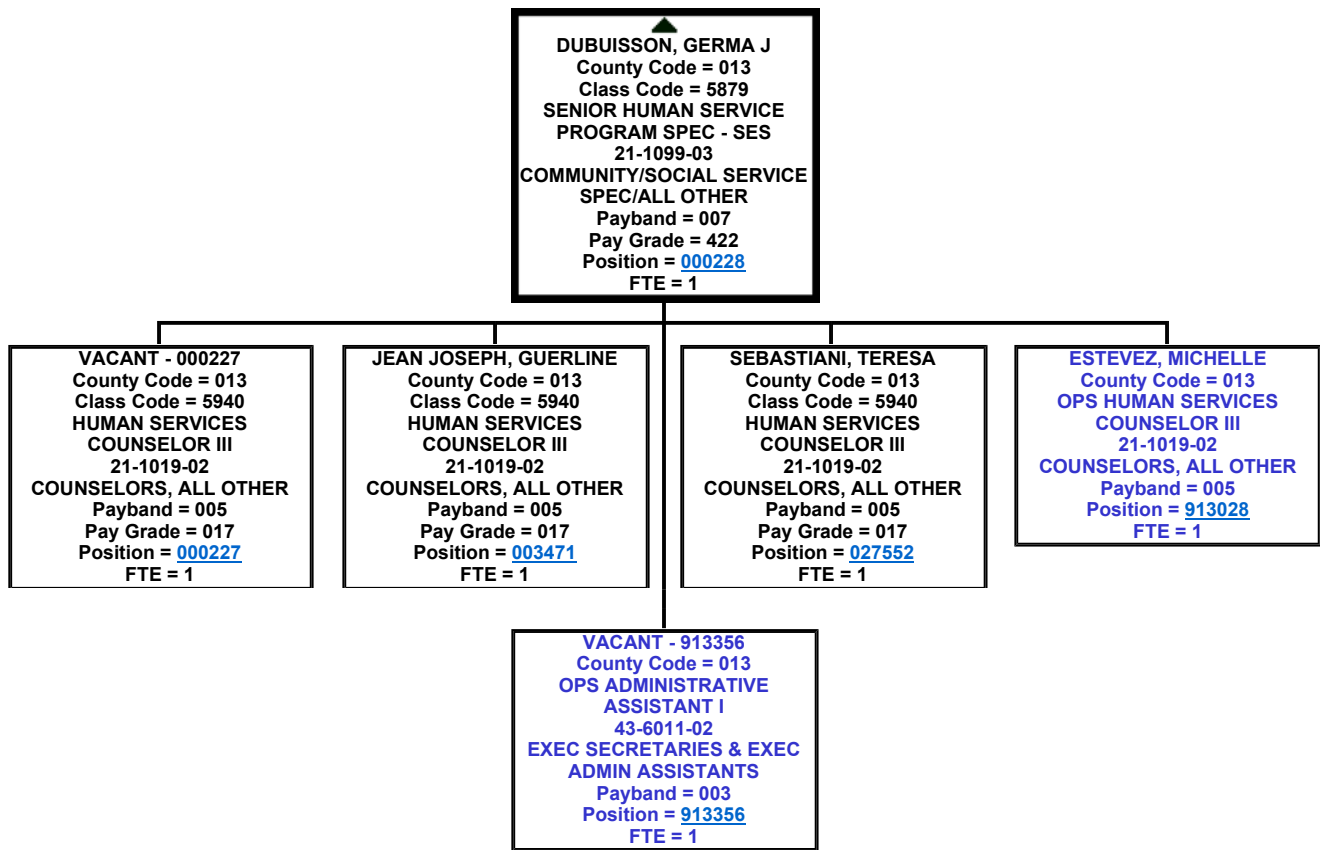 DUBUISSON, GERMA J
County Code = 013
Class Code = 5879
SENIOR HUMAN SERVICE
PROGRAM SPEC - SES
21-1099-03
COMMUNITY/SOCIAL SERVICE
SPEC/ALL OTHER
Payband = 007
Pay Grade = 422
Position = 000228
FTE = 1
VACANT - 000227
County Code = 013
Class Code = 5940
HUMAN SERVICES
COUNSELOR III
21-1019-02
COUNSELORS, ALL OTHER
Payband = 005
Pay Grade = 017
Position = 000227
FTE = 1
JEAN JOSEPH, GUERLINE
County Code = 013
Class Code = 5940
HUMAN SERVICES
COUNSELOR III
21-1019-02
COUNSELORS, ALL OTHER
Payband = 005
Pay Grade = 017
Position = 003471
FTE = 1
SEBASTIANI, TERESA
County Code = 013
Class Code = 5940
HUMAN SERVICES
COUNSELOR III
21-1019-02
COUNSELORS, ALL OTHER
Payband = 005
Pay Grade = 017
Position = 027552
FTE = 1
ESTEVEZ, MICHELLE
County Code = 013
OPS HUMAN SERVICES
COUNSELOR III
21-1019-02
COUNSELORS, ALL OTHER
Payband = 005
Position = 913028
FTE = 1
VACANT - 913356
County Code = 013
OPS ADMINISTRATIVE
ASSISTANT I
43-6011-02
EXEC SECRETARIES & EXEC
ADMIN ASSISTANTS
Payband = 003
Position = 913356
FTE = 1